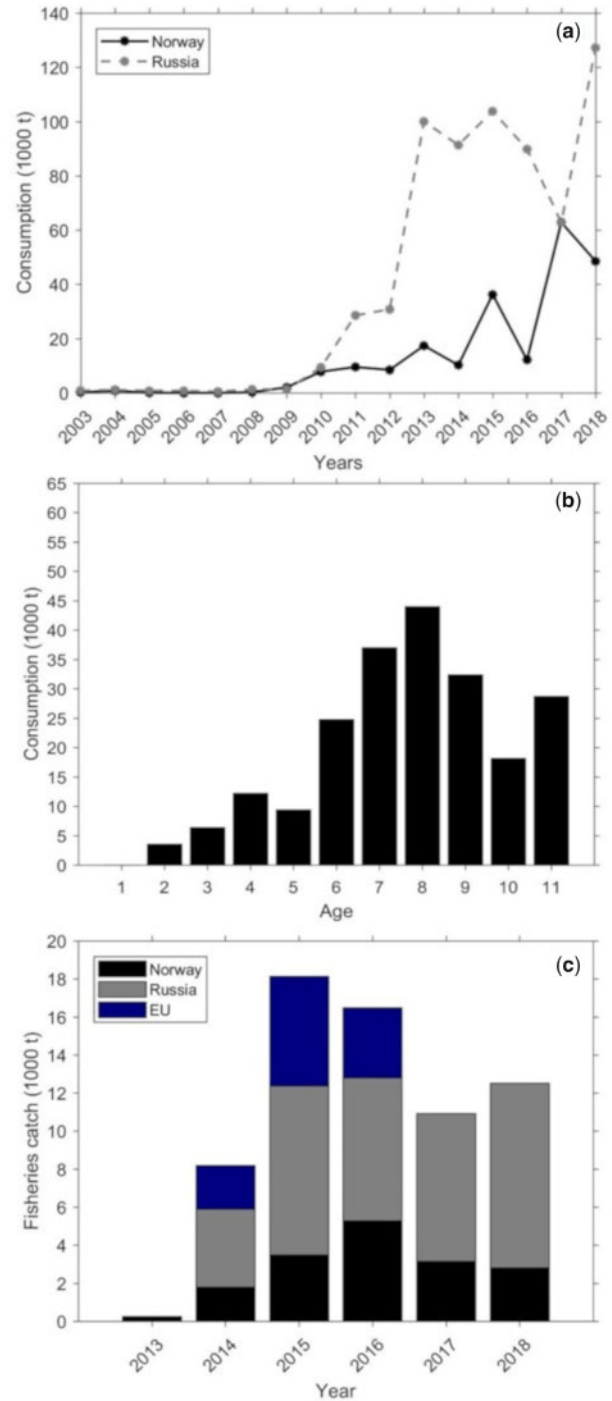 (a)
Norway
Russia
Consumption (1000 t)
140
120
100
80
60
40
20
0
2003 2004 2005 2006 2007 2008 2009 2010 2011 2012 2013 2014 2015 2016 2017 2018
Years
(b)
Consumption (1000 t)
65
60
55
50
45
40
35
30
25
20
15
10
5
0
1 2 3 4 5 6 7 8 9 10 11
Age
(c)
Norway
Russia
EU
Fisheries catch (1000 t)
20
18
16
14
12
10
8
6
4
2
0
2013 2014 2015 2016 2017 2018
Year